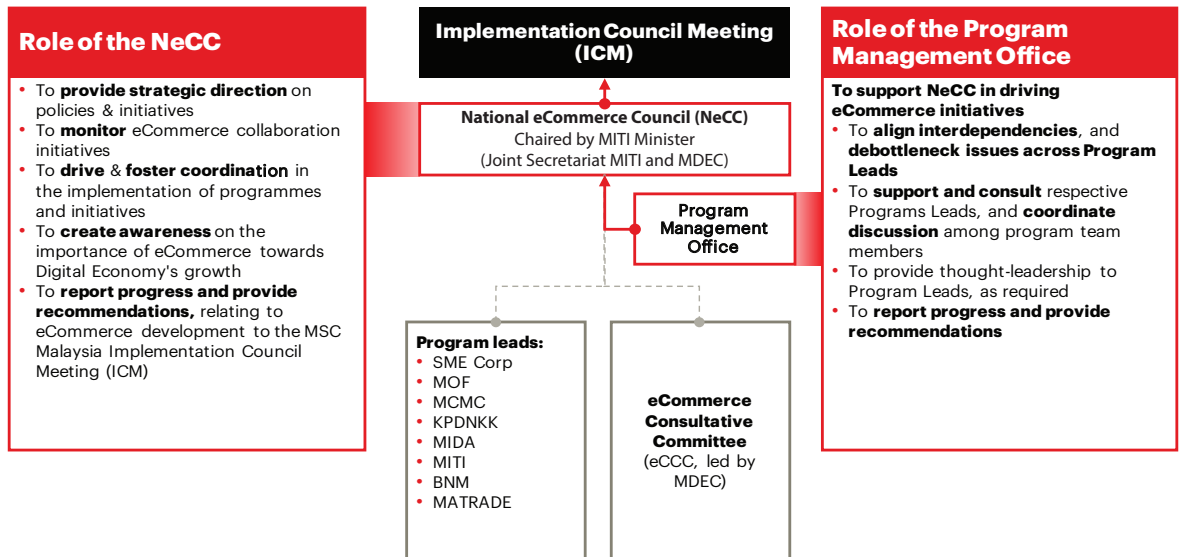 Role of the NeCC
• To provide strategic direction on
policies & initiatives
• To monitor eCommerce collaboration
initiatives
• To drive & foster coordination in
the implementation of programmes
and initiatives
• To create awareness on the
importance of eCommerce towards
Digital Economy's growth
• To report progress and provide
recommendations, relating to
eCommerce development to the MSC
Malaysia Implementation Council
Meeting (ICM)
Implementation Council Meeting
(ICM)
National eCommerce Council (NeCC)
Chaired by MITI Minister
(Joint Secretariat MITI and MDEC)
Program
Management
Office
Program leads:
• SME Corp
• MOF
• MCMC
• KPDNKK
• MIDA
• MITI
• BNM
• MATRADE
eCommerce
Consultative
Committee
(eCCC, led by
MDEC)
Role of the Program
Management Office
To support NeCC in driving
eCommerce initiatives
• To align interdependencies, and
debottleneck issues across Program
Leads
• To support and consult respective
Programs Leads, and coordinate
discussion among program team
members
• To provide thought-leadership to
Program Leads, as required
• To report progress and provide
recommendations